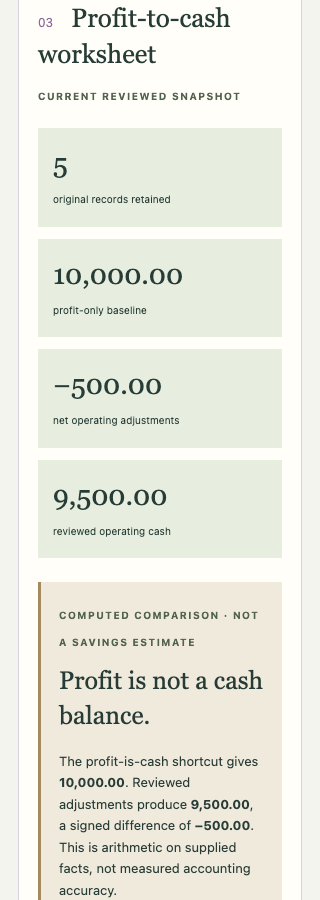 03 Profit-to-cash
worksheet
CURRENT REVIEWED SNAPSHOT
5
original records retained
10,000.00
profit-only baseline
−500.00
net operating adjustments
9,500.00
reviewed operating cash
COMPUTED COMPARISON · NOT
A SAVINGS ESTIMATE
Profit is not a cash
balance.
The profit-is-cash shortcut gives
10,000.00. Reviewed
adjustments produce 9,500.00,
a signed difference of −500.00.
This is arithmetic on supplied
facts, not measured accounting
accuracy.